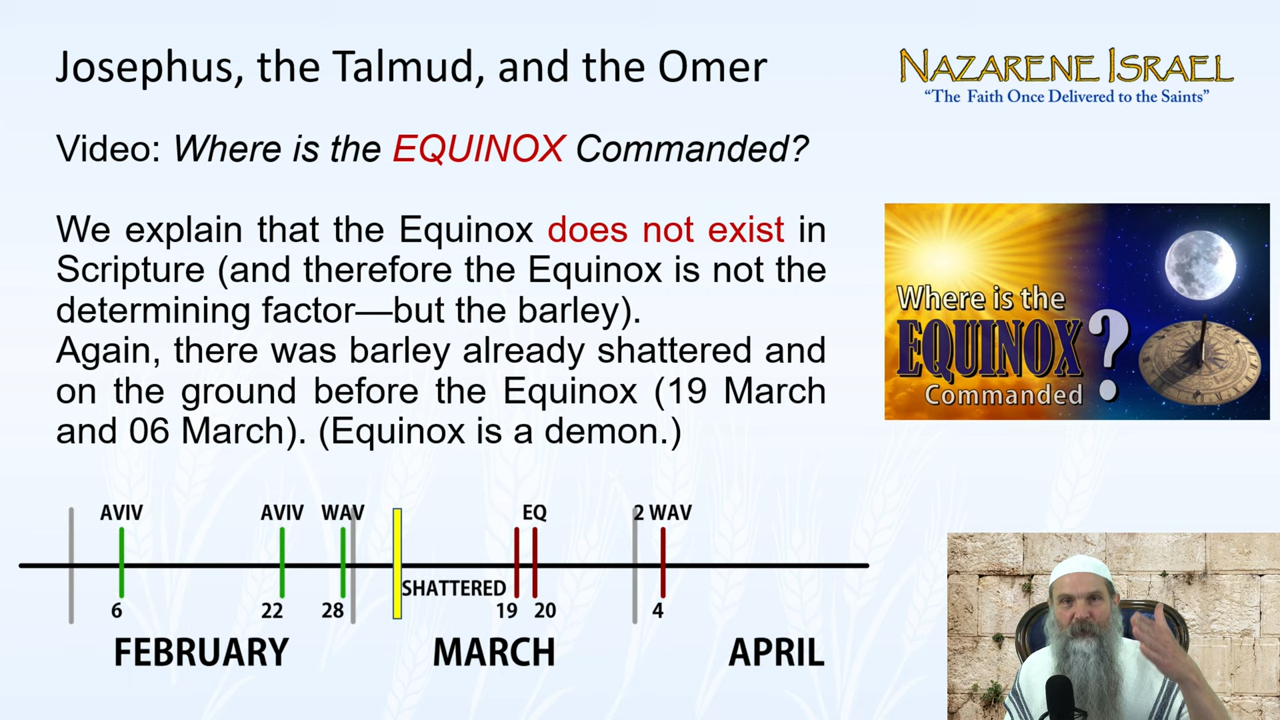 Josephus, the Talmud, and the Omer
NAZARENE ISRAEL
“The Faith Once Delivered to the Saints”
Video: Where is the EQUINOX Commanded?
We explain that the Equinox does not exist in
Scripture (and therefore the Equinox is not the
determining factor—but the barley).
Again, there was barley already shattered and
on the ground before the Equinox (19 March
and 06 March). (Equinox is a demon.)
Where is the
EQUINOX?
Commanded
AVIV AVIV WAV EQ 2 WAV
SHATTERED
6 22 28 19 20 4
FEBRUARY MARCH APRIL